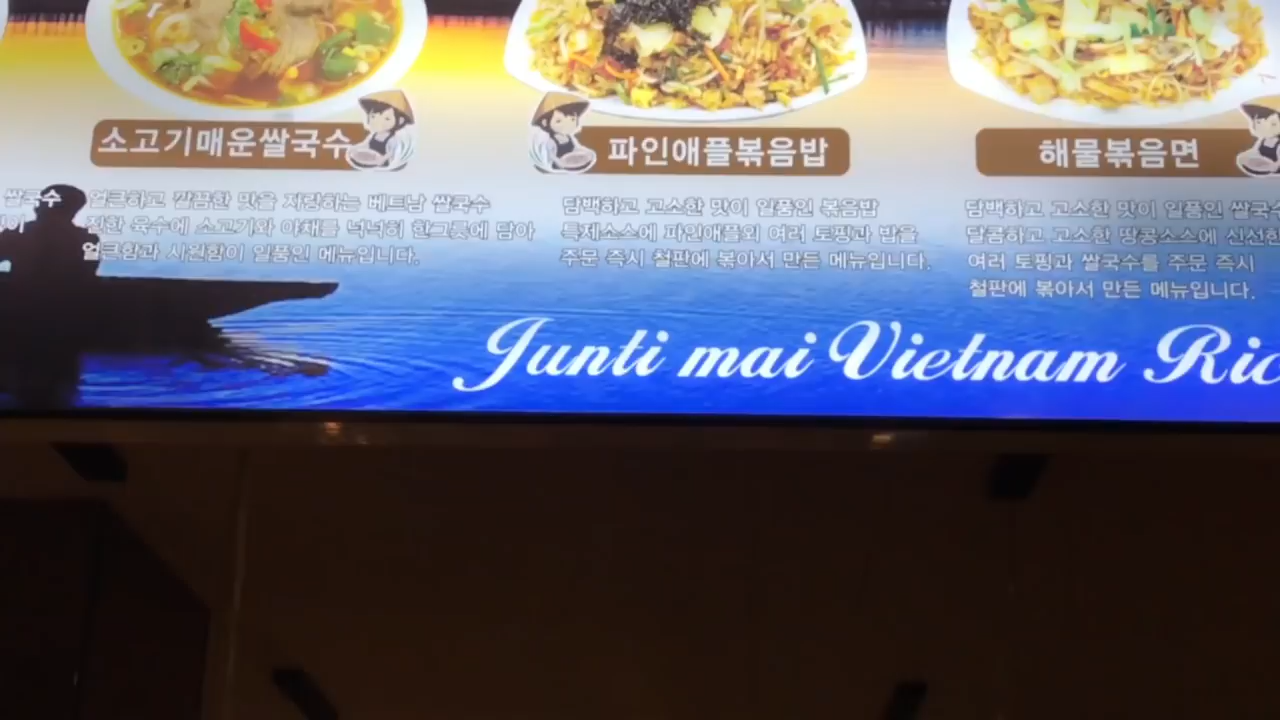 소고기매운쌀국수
얼큰하고 깔끔한 맛을 자랑하는 베트남 쌀국수
진한 육수에 소고기와 야채를 넉넉히 한그릇에 담아
얼큰함과 시원함이 일품인 메뉴입니다.
쌀국수
파인애플볶음밥
담백하고 고소한 맛이 일품인 볶음밥
특제소스에 파인애플외 여러 토핑과 밥을
주문 즉시 철판에 볶아서 만든 메뉴입니다.
해물볶음면
담백하고 고소한 맛이 일품인 쌀국수
달콤하고 고소한 땅콩소스에 신선한
여러 토핑과 쌀국수를 주문 즉시
철판에 볶아서 만든 메뉴입니다.
Junti mai Vietnam Ric